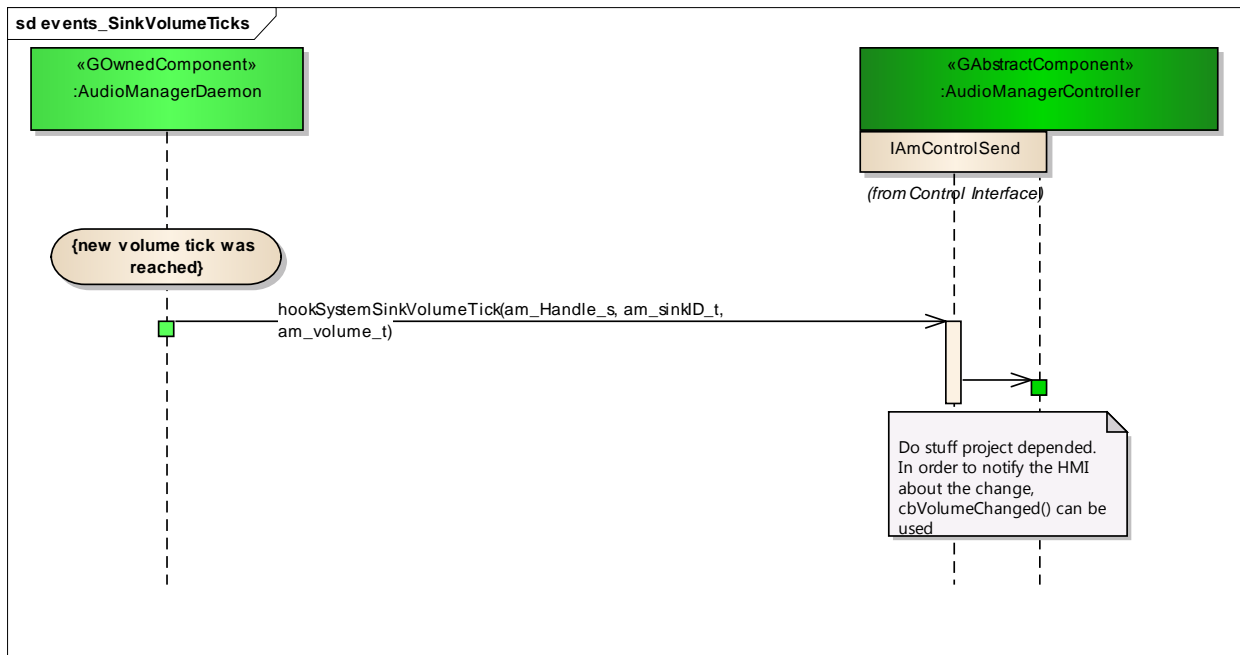 sd events_SinkVolumeTicks
«GOwnedComponent»
:AudioManagerDaemon
«GAbstractComponent»
:AudioManagerController
IAmControlSend
(from Control Interface)
{new volume tick was
reached}
hookSystemSinkVolumeTick(am_Handle_s, am_sinkID_t,
am_volume_t)
Do stuff project depended.
In order to notify the HMI
about the change,
cbVolumeChanged() can be
used